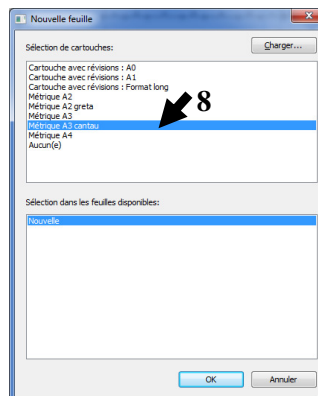 Nouvelle feuille
Sélection de cartouches:
Charger...
Cartouche avec révisions : A0
Cartouche avec révisions : A1
Cartouche avec révisions : Format long
Métrique A2
Métrique A2 greta
Métrique A3
Métrique A3 cantau
Métrique A4
Aucun(e)
8
Sélection dans les feuilles disponibles:
Nouvelle
OK
Annuler